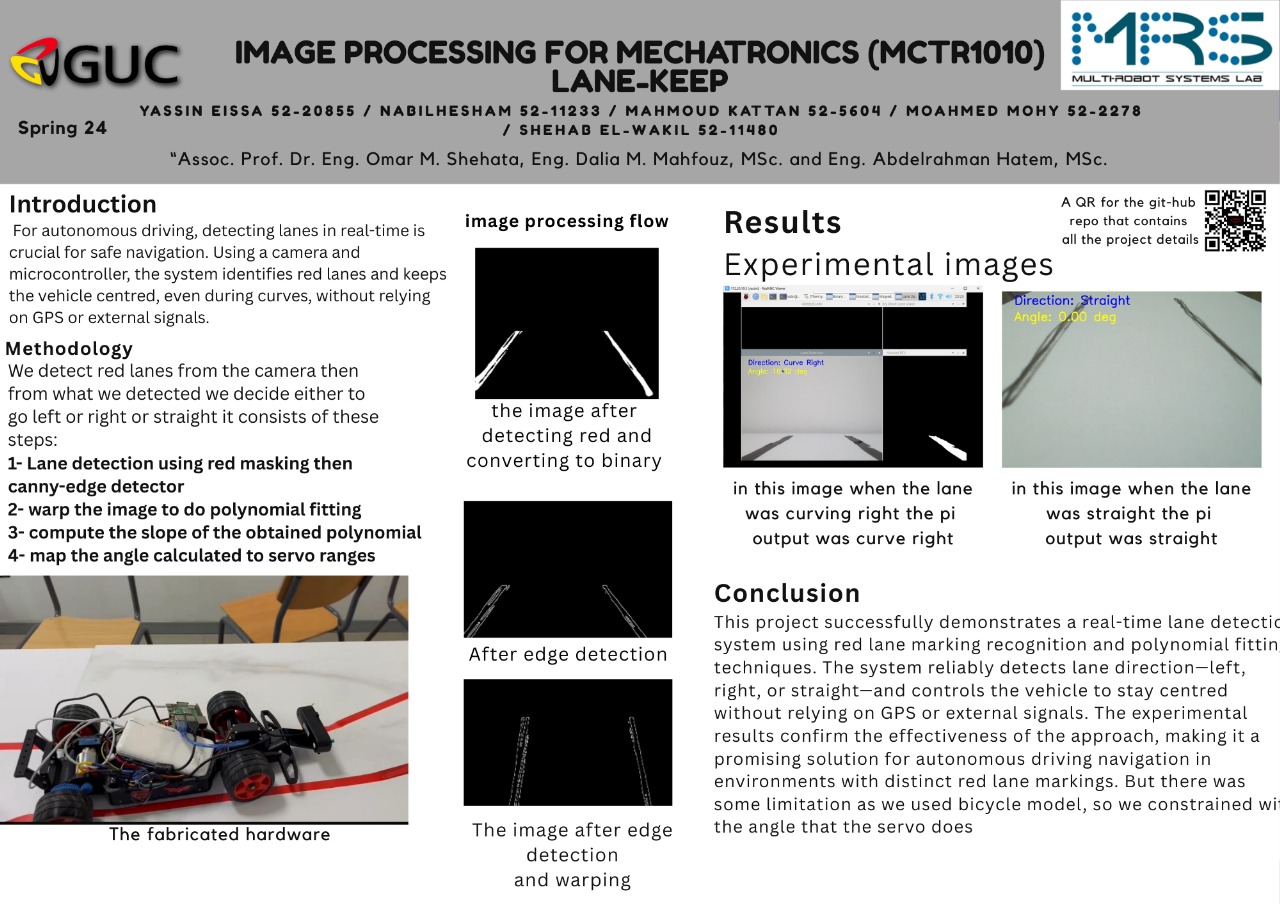 GUC
IMAGE PROCESSING FOR MECHATRONICS (MCTR1010)
LANE-KEEP
MRS
MULTI-ROBOT SYSTEMS LAB
YASSIN EISSA 52-20855 / NABILHESHAM 52-11233 / MAHMOUD KATTAN 52-5604 / MOAHMED MOHY 52-2278
/ SHEHAB EL-WAKIL 52-11480
Spring 24
“Assoc. Prof. Dr. Eng. Omar M. Shehata, Eng. Dalia M. Mahfouz, MSc. and Eng. Abdelrahman Hatem, MSc.
Introduction
For autonomous driving, detecting lanes in real-time is
crucial for safe navigation. Using a camera and
microcontroller, the system identifies red lanes and keeps
the vehicle centred, even during curves, without relying
on GPS or external signals.
Methodology
We detect red lanes from the camera then
from what we detected we decide either to
go left or right or straight it consists of these
steps:
1- Lane detection using red masking then
canny-edge detector
2- warp the image to do polynomial fitting
3- compute the slope of the obtained polynomial
4- map the angle calculated to servo ranges
The fabricated hardware
image processing flow
the image after
detecting red and
converting to binary
After edge detection
The image after edge
detection
and warping
Results
A QR for the git-hub
repo that contains
all the project details
Experimental images
Direction: Curve Right
Angle: deg
Direction: Straight
Angle: 0.00 deg
in this image when the lane
was curving right the pi
output was curve right
in this image when the lane
was straight the pi
output was straight
Conclusion
This project successfully demonstrates a real-time lane detectio
system using red lane marking recognition and polynomial fittin
techniques. The system reliably detects lane direction—left,
right, or straight—and controls the vehicle to stay centred
without relying on GPS or external signals. The experimental
results confirm the effectiveness of the approach, making it a
promising solution for autonomous driving navigation in
environments with distinct red lane markings. But there was
some limitation as we used bicycle model, so we constrained wi
the angle that the servo does